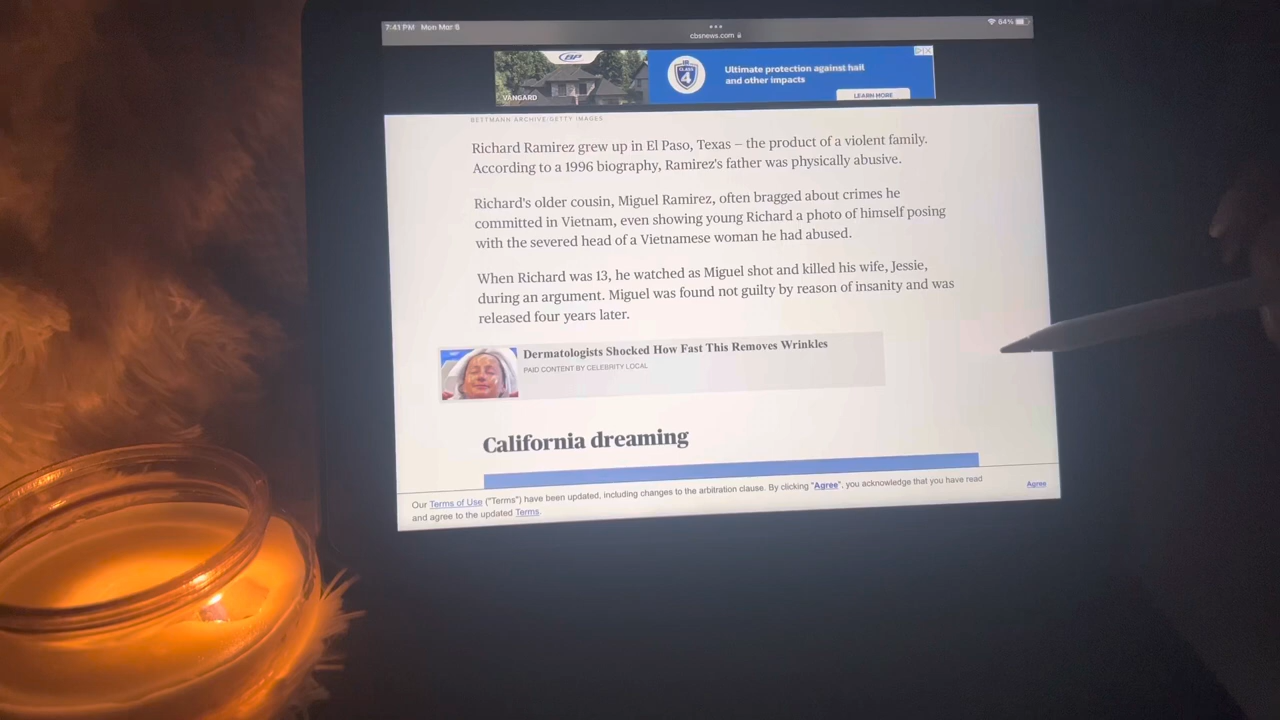 7:41 PM Mon Mar 6
cbsnews.com
64%
VANGARD
IR
CLASS
4
Ultimate protection against hail
and other impacts
LEARN MORE
BETTMANN ARCHIVE/GETTY IMAGES
Richard Ramirez grew up in El Paso, Texas – the product of a violent family.
According to a 1996 biography, Ramirez's father was physically abusive.
Richard's older cousin, Miguel Ramirez, often bragged about crimes he
committed in Vietnam, even showing young Richard a photo of himself posing
with the severed head of a Vietnamese woman he had abused.
When Richard was 13, he watched as Miguel shot and killed his wife, Jessie,
during an argument. Miguel was found not guilty by reason of insanity and was
released four years later.
Dermatologists Shocked How Fast This Removes Wrinkles
PAID CONTENT BY CELEBRITY LOCAL
California dreaming
Our Terms of Use ("Terms") have been updated, including changes to the arbitration clause. By clicking "Agree", you acknowledge that you have read
and agree to the updated Terms.
Agree